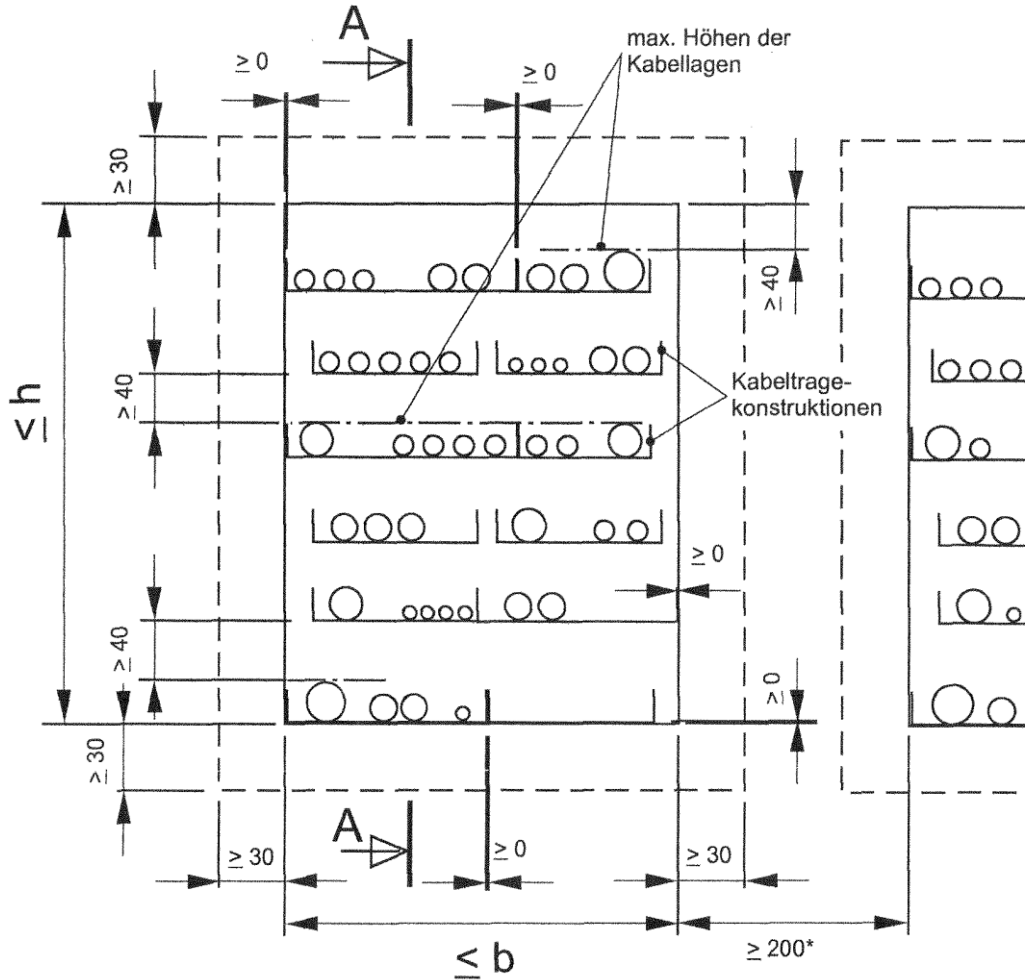 A
≥ 0
≥ 0
max. Höhen der
Kabellagen
≥ 30
≥ 40
≥ 40
≤ h
Kabeltrage-
konstruktionen
≥ 0
≥ 40
≥ 0
≥ 30
A
≥ 30
≥ 0
≥ 30
≤ b
≥ 200*